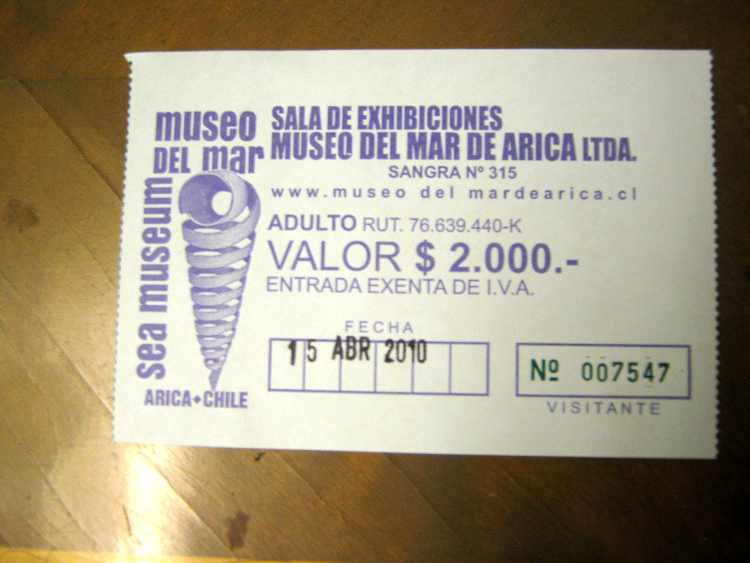 museo
DEL mar
sea museum
ARICA+CHILE
SALA DE EXHIBICIONES
MUSEO DEL MAR DE ARICA LTDA.
SANGRA Nº 315
www.museo del mardearica.cl
ADULTO RUT. 76.639.440-K
VALOR $ 2.000.-
ENTRADA EXENTA DE I.V.A.
FECHA
15 ABR 2010
Nº 007547
VISITANTE